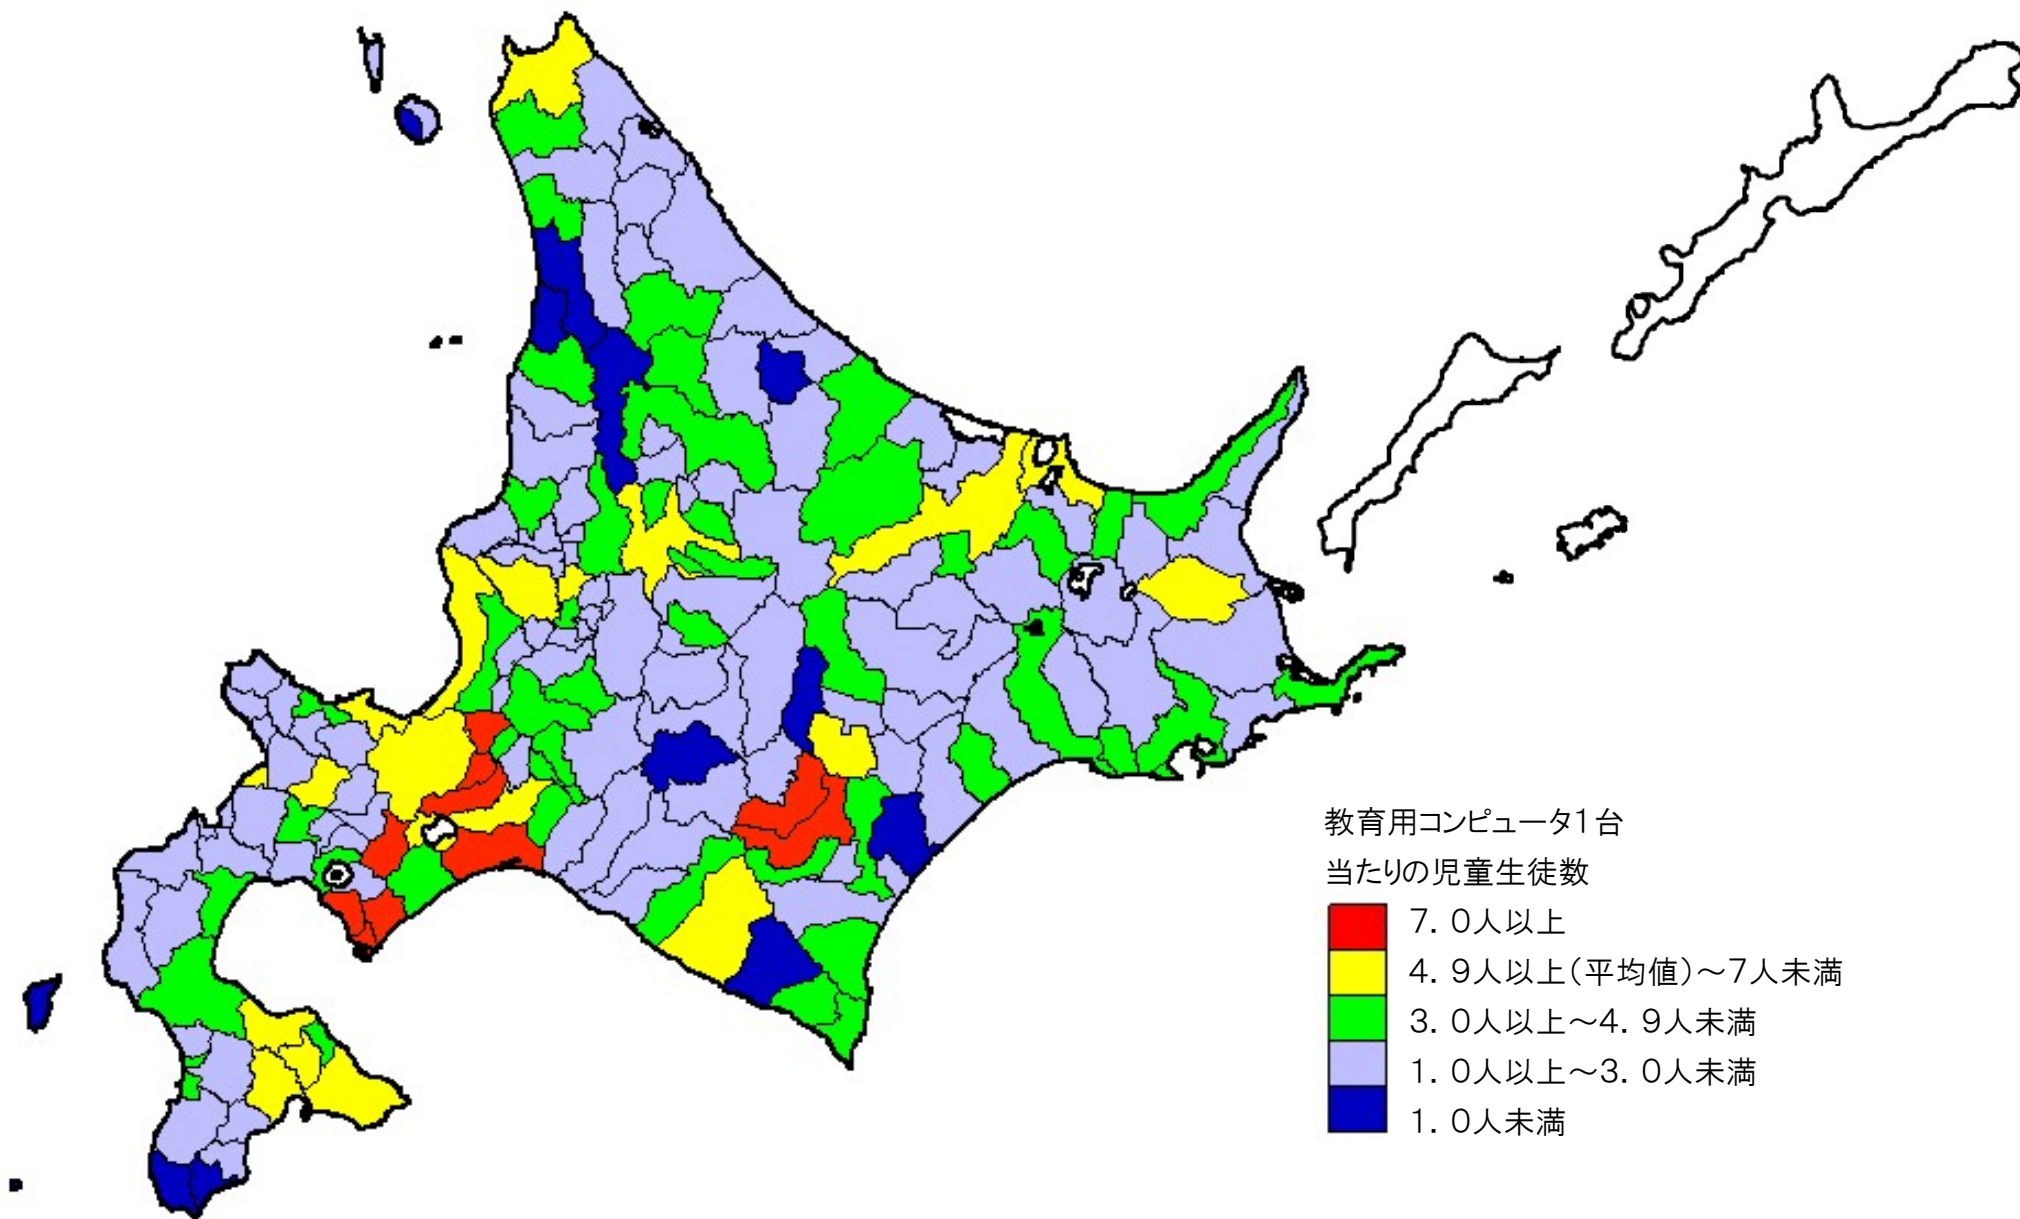 教育用コンピュータ1台
当たりの児童生徒数
7.0人以上
4.9人以上(平均値)～7人未満
3.0人以上～4.9人未満
1.0人以上～3.0人未満
1.0人未満